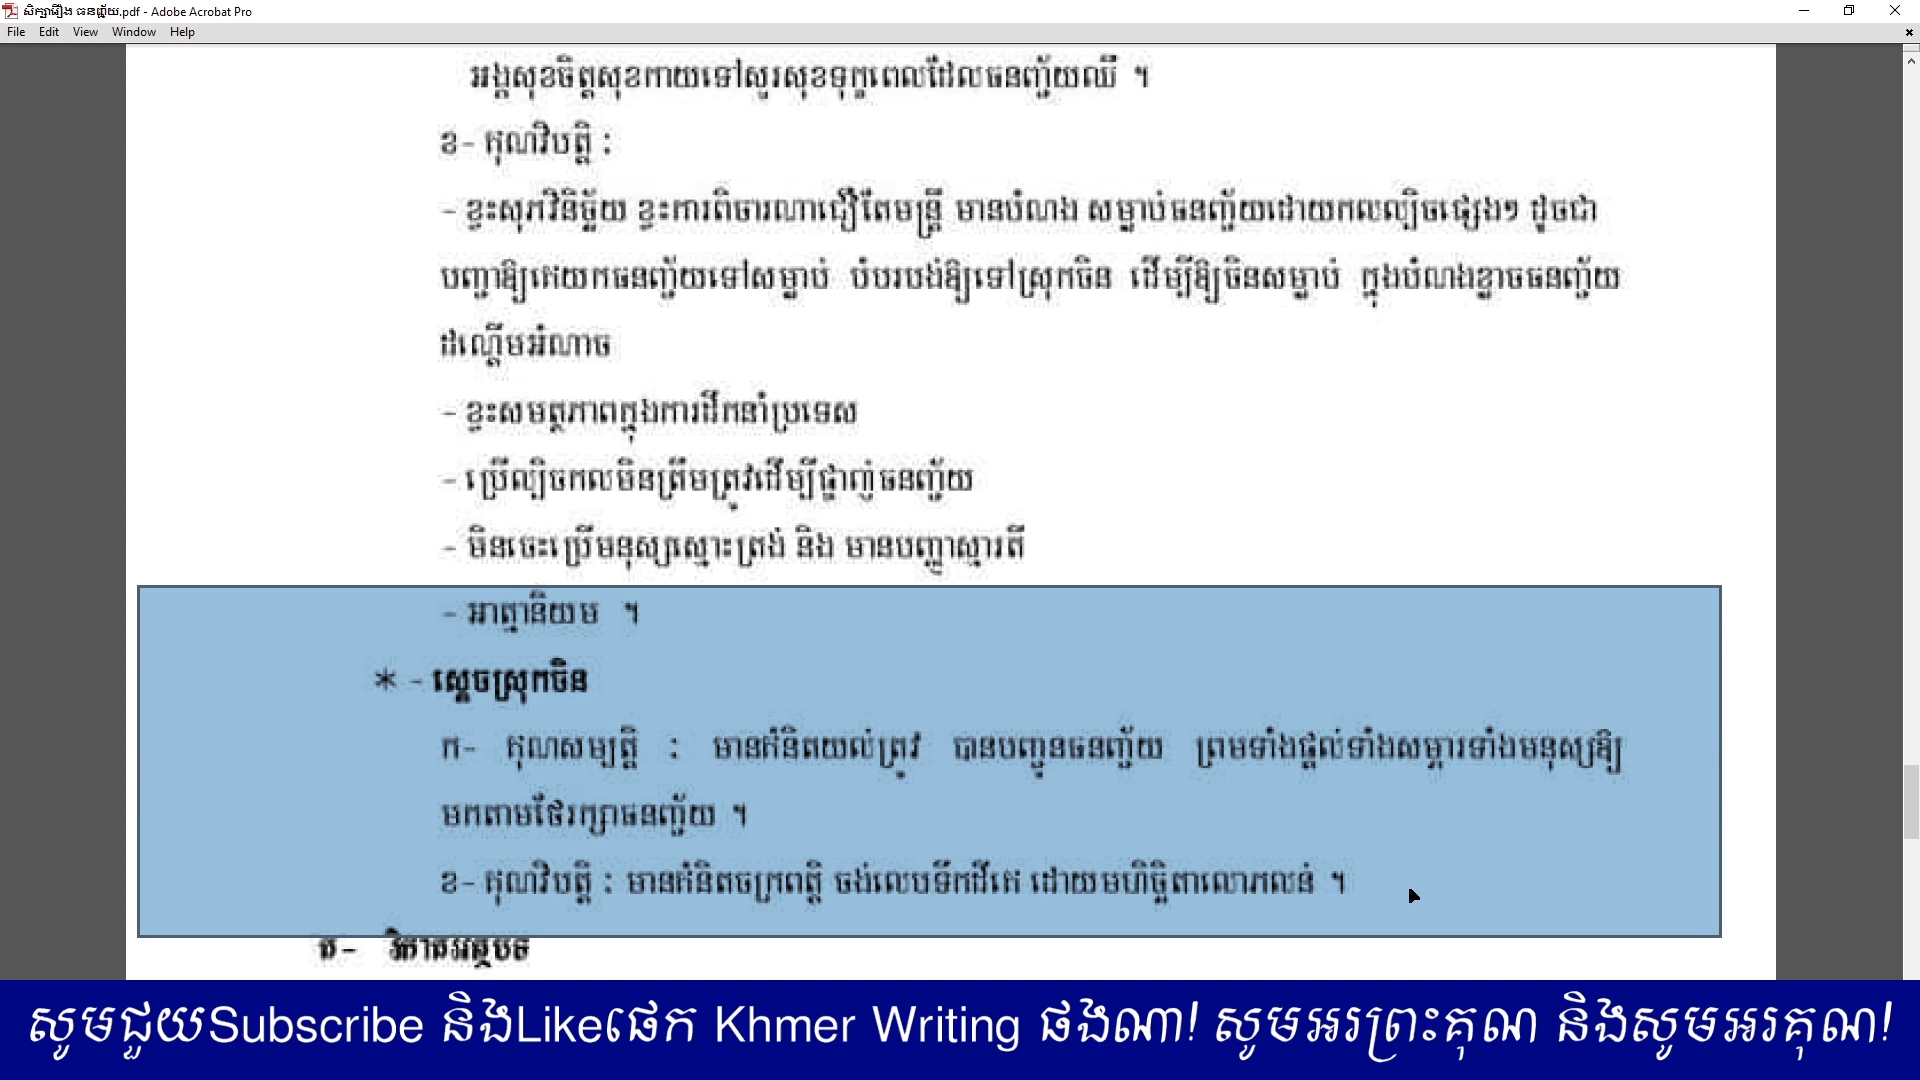 សិក្សារឿង ធនញ្ជ័យ.pdf - Adobe Acrobat Pro
File Edit View Window Help
អង្គសុខចិត្តសុខកាយទៅសួរសុខទុក្ខពេលដែលធនញ្ជ័យឈឺ ។
ខ- គុណវិបត្តិ ៖
- ខ្វះសុភវិនិច្ឆ័យ ខ្វះការពិចារណាជឿតែមន្ត្រី មានបំណង សម្លាប់ធនញ្ជ័យដោយកលល្បិចផ្សេងៗ ដូចជា
បញ្ជាឱ្យគេយកធនញ្ជ័យទៅសម្លាប់ បំបរបង់ឱ្យទៅស្រុកចិន ដើម្បីឱ្យចិនសម្លាប់ ក្នុងបំណងខ្លាចធនញ្ជ័យ
ដណ្តើមអំណាច
- ខ្វះសមត្ថភាពក្នុងការដឹកនាំប្រទេស
- ប្រើល្បិចកលមិនត្រឹមត្រូវដើម្បីផ្ចាញ់ធនញ្ជ័យ
- មិនចេះប្រើមនុស្សស្មោះត្រង់ និង មានបញ្ញាស្មារតី
- អាត្មានិយម ។
* - ស្តេចស្រុកចិន
ក- គុណសម្បត្តិ ៖ មានគំនិតយល់ត្រូវ បានបញ្ជូនធនញ្ជ័យ ព្រមទាំងផ្តល់ទាំងសម្ភារទាំងមនុស្សឱ្យ
មកតាមថែរក្សាធនញ្ជ័យ ។
ខ- គុណវិបត្តិ ៖ មានគំនិតចក្រពត្តិ ចង់លេបទឹកដីគេ ដោយមហិច្ឆិតាលោភលន់ ។
គ- វិភាគអត្ថបទ
សូមជួយSubscribe និងLikeផេក Khmer Writing ផងណា! សូមអរព្រះគុណ និងសូមអរគុណ!